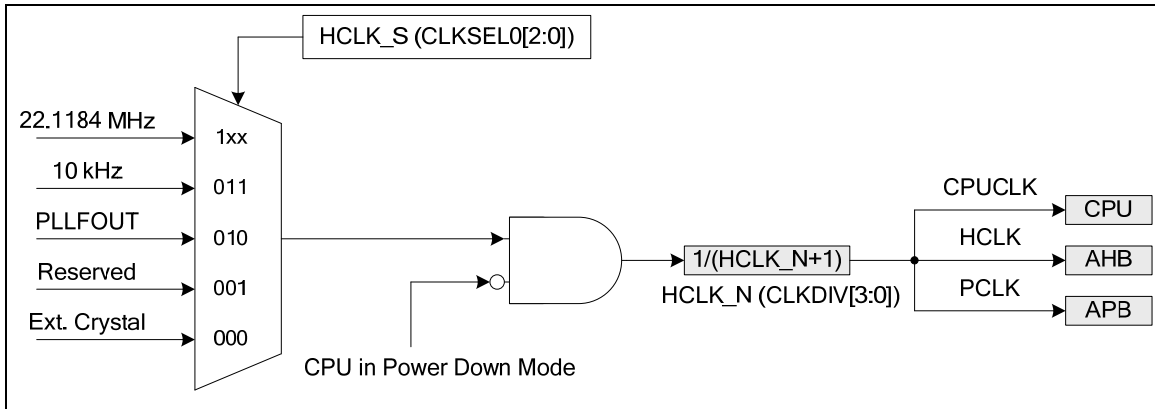 HCLK_S (CLKSEL0[2:0])
22.1184 MHz
1xx
10 kHz
011
PLLFOUT
010
Reserved
001
Ext. Crystal
000
CPU in Power Down Mode
1/(HCLK_N+1)
HCLK_N (CLKDIV[3:0])
CPUCLK
CPU
HCLK
AHB
PCLK
APB